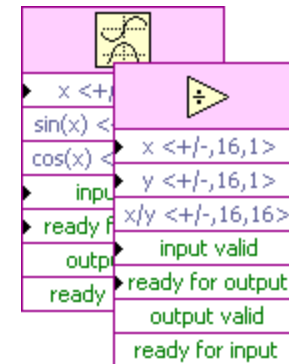 x <+/
sin(x) <
cos(x) <
inpu
ready f
outpu
ready
÷
x <+/-,16,1>
y <+/-,16,1>
x/y <+/-,16,16>
input valid
ready for output
output valid
ready for input